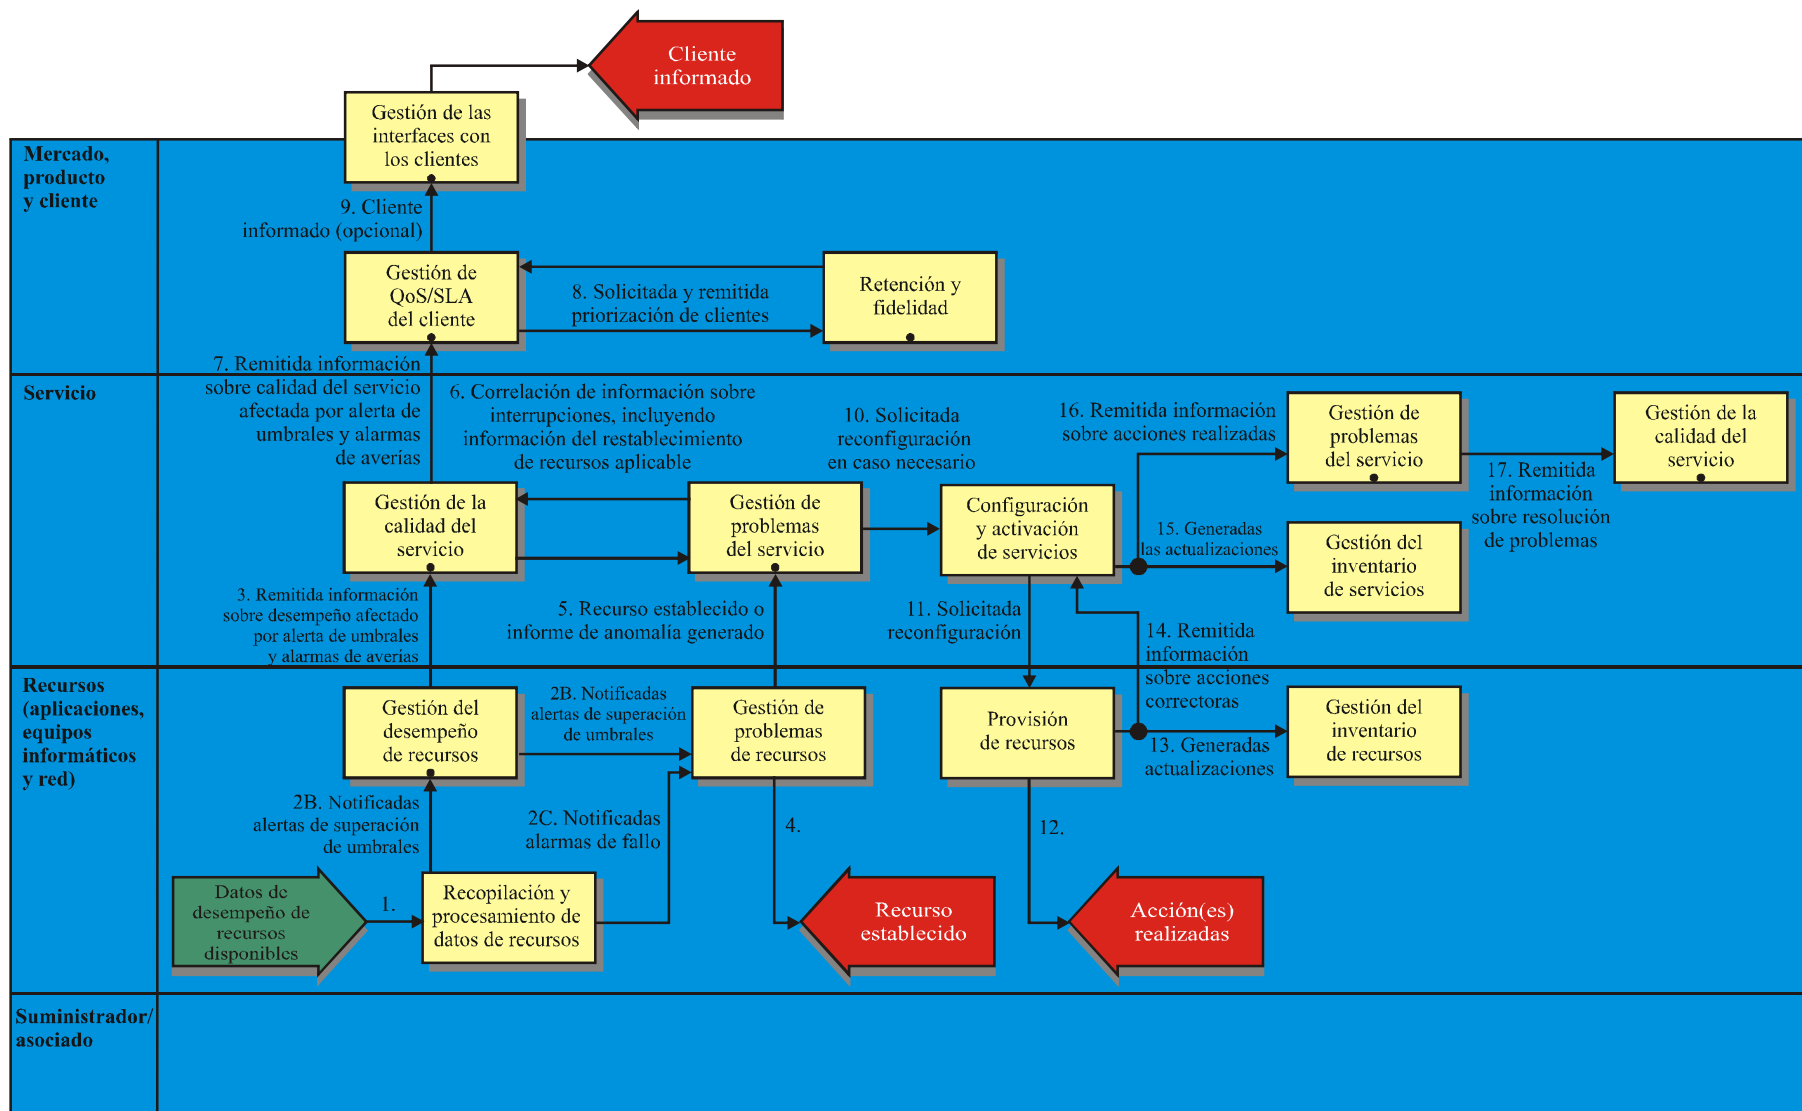 Cliente
informado
Gestión de las
interfaces con
los clientes
Mercado,
producto
y cliente
9. Cliente
informado (opcional)
Gestión de
QoS/SLA
del cliente
8. Solicitada y remitida
priorización de clientes
Retención y
fidelidad
7. Remitida información
sobre calidad del servicio
afectada por alerta de
umbrales y alarmas
de averías
Servicio
6. Correlación de información sobre
interrupciones, incluyendo
información del restablecimiento
de recursos aplicable
10. Solicitada
reconfiguración
en caso necesario
16. Remitida información
sobre acciones realizadas
Gestión de
problemas
del servicio
Gestión de la
calidad del
servicio
17. Remitida
información
sobre resolución
de problemas
Gestión de la
calidad del
servicio
Gestión de
problemas
del servicio
Configuración
y activación
de servicios
15. Generadas
las actualizaciones
Gestión del
inventario
de servicios
3. Remitida información
sobre desempeño afectado
por alerta de umbrales
y alarmas de averías
5. Recurso establecido o
informe de anomalía generado
11. Solicitada
reconfiguración
14. Remitida
información
sobre acciones
correctoras
Recursos
(aplicaciones,
equipos
informáticos
y red)
Gestión del
desempeño
de recursos
2B. Notificadas
alertas de superación
de umbrales
Gestión de
problemas
de recursos
Provisión
de recursos
13. Generadas
actualizaciones
Gestión del
inventario
de recursos
2B. Notificadas
alertas de superación
de umbrales
2C. Notificadas
alarmas de fallo
4.
12.
Datos de
desempeño de
recursos
disponibles
1.
Recopilación y
procesamiento de
datos de recursos
Recurso
establecido
Acción(es)
realizadas
Suministrador/
asociado